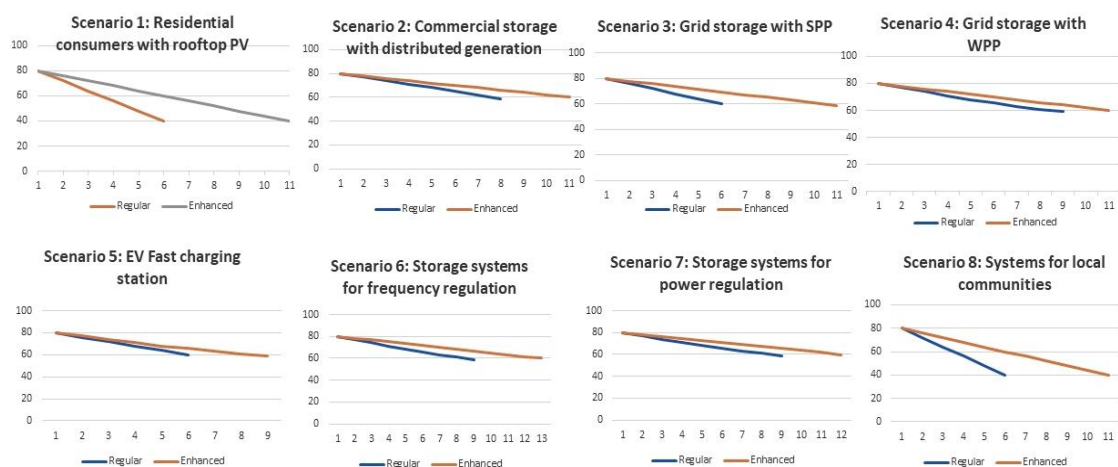 Scenario 1: Residential
consumers with rooftop PV
100
80
60
40
20
0
1 2 3 4 5 6 7 8 9 10 11
Regular Enhanced
Scenario 2: Commercial storage
with distributed generation
100
80
60
40
20
0
1 2 3 4 5 6 7 8 9 10 11
Regular Enhanced
Scenario 3: Grid storage with SPP
100
80
60
40
20
0
1 2 3 4 5 6 7 8 9 10 11
Regular Enhanced
Scenario 4: Grid storage with
WPP
100
80
60
40
20
0
1 2 3 4 5 6 7 8 9 10 11
Regular Enhanced
Scenario 5: EV Fast charging
station
100
80
60
40
20
0
1 2 3 4 5 6 7 8 9
Regular Enhanced
Scenario 6: Storage systems
for frequency regulation
100
80
60
40
20
0
1 2 3 4 5 6 7 8 9 10 11 12 13
Regular Enhanced
Scenario 7: Storage systems for
power regulation
100
80
60
40
20
0
1 2 3 4 5 6 7 8 9 10 11 12
Regular Enhanced
Scenario 8: Systems for local
communities
100
80
60
40
20
0
1 2 3 4 5 6 7 8 9 10 11
Regular Enhanced